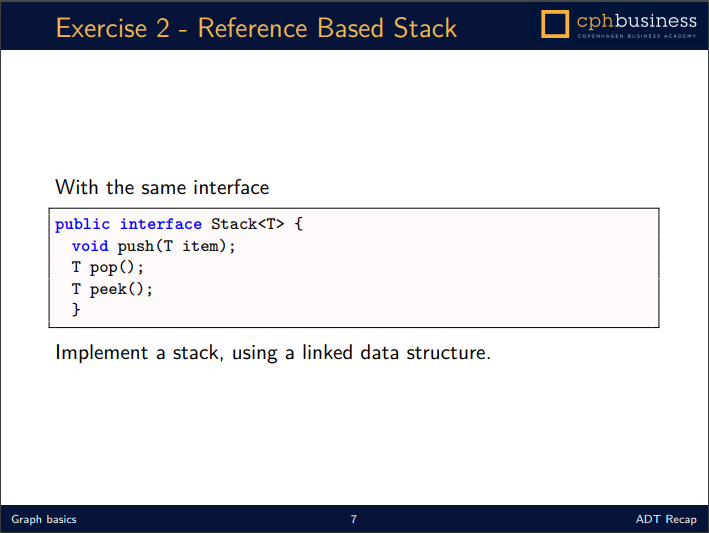 Exercise 2 - Reference Based Stack
cphbusiness
COPENHAGEN BUSINESS ACADEMY
With the same interface
public interface Stack<T> {
void push(T item);
T pop();
T peek();
}
Implement a stack, using a linked data structure.
Graph basics
7
ADT Recap